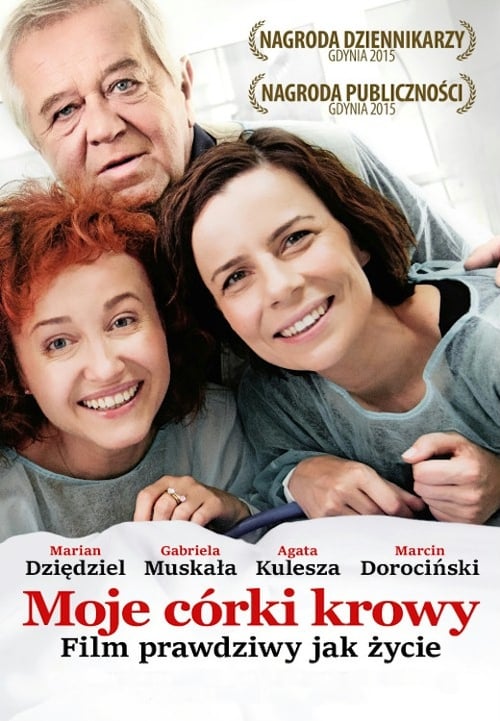 NAGRODA DZIENNIKARZY
GDYNIA 2015
NAGRODA PUBLICZNOŚCI
GDYNIA 2015
Marian Gabriela Agata Marcin
Dziędziel Muskała Kulesza Dorociński
Moje córki krowy
Film prawdziwy jak życie